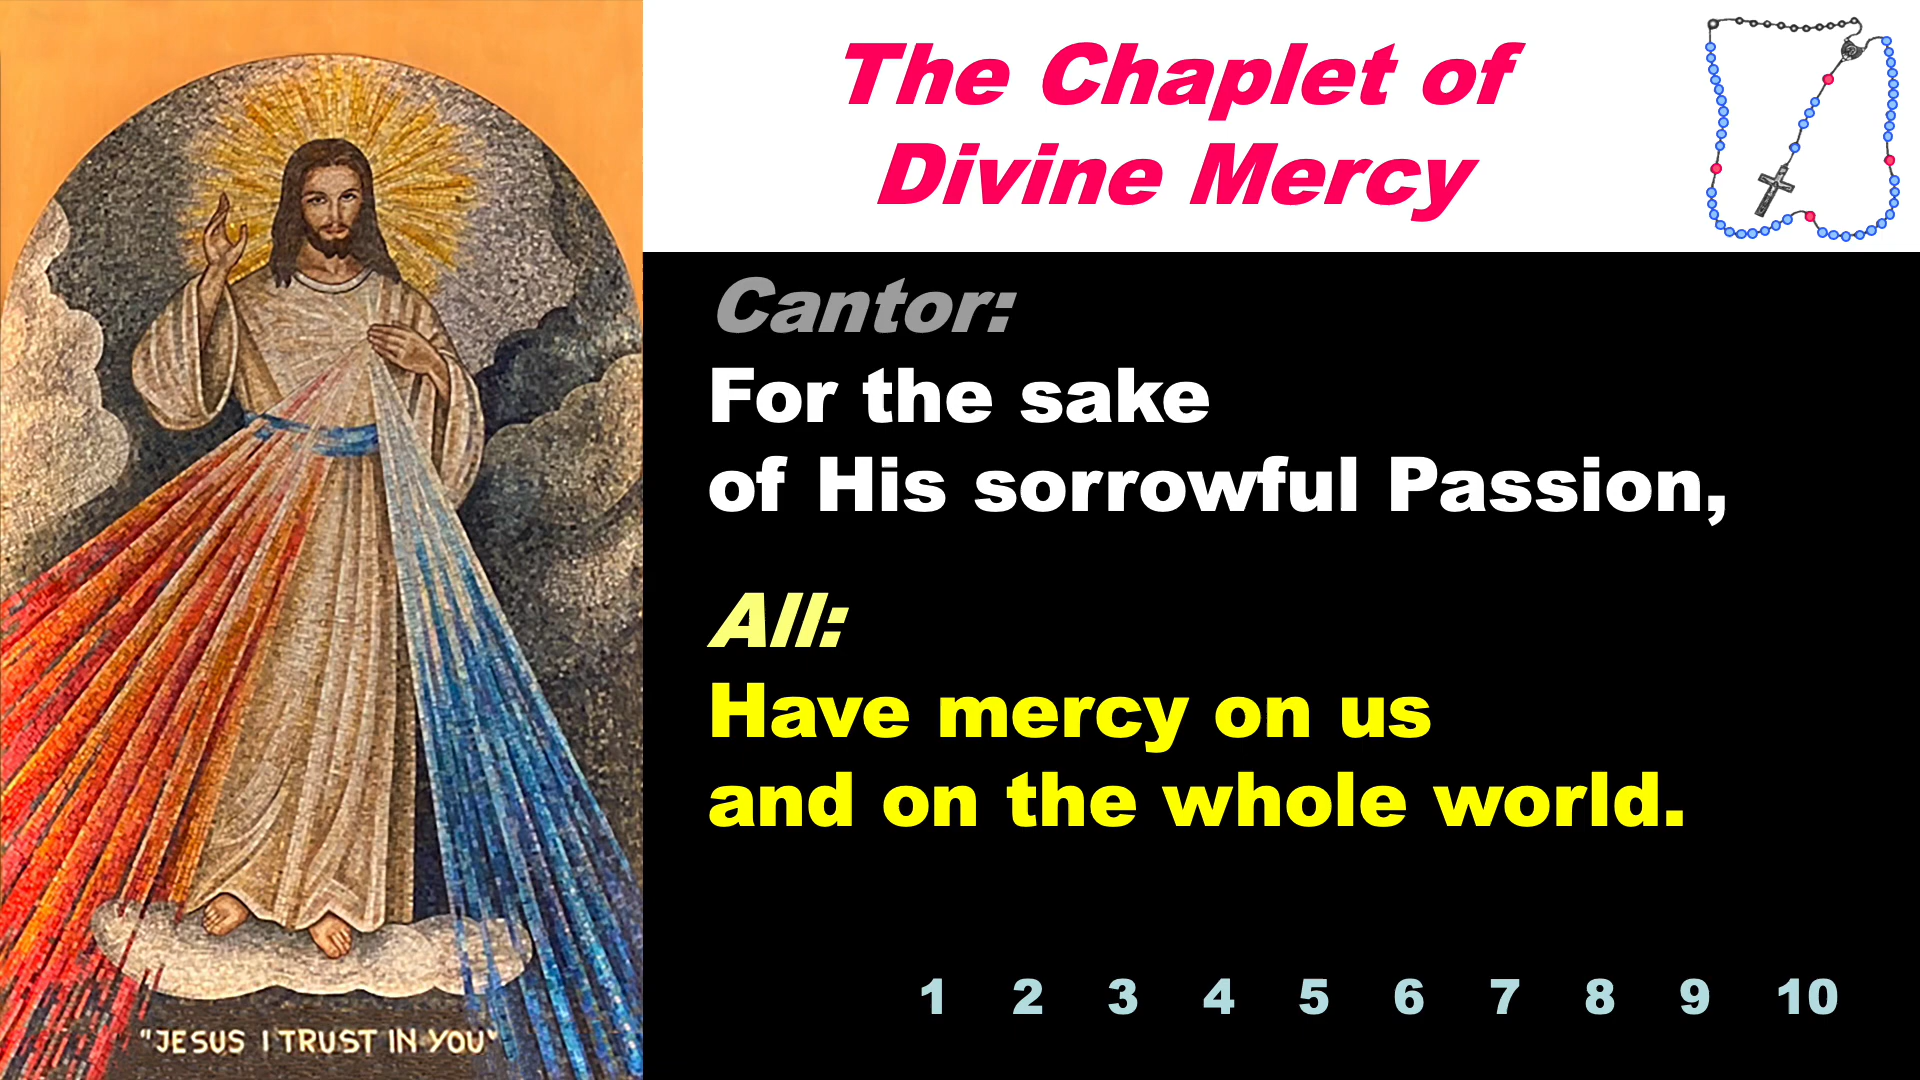 The Chaplet of
Divine Mercy
Cantor:
For the sake
of His sorrowful Passion,
All:
Have mercy on us
and on the whole world.
1 2 3 4 5 6 7 8 9 10
"JESUS I TRUST IN YOU"